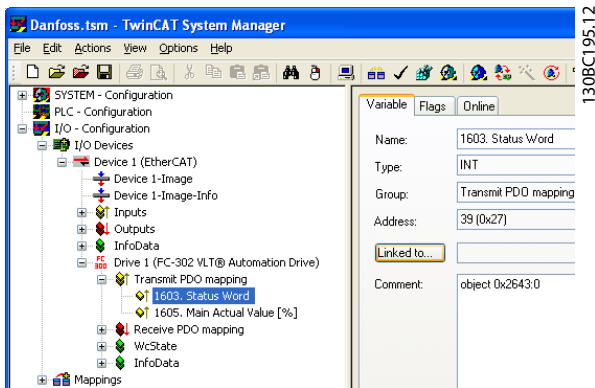 Danfoss.tsm - TwinCAT System Manager
File Edit Actions View Options Help
SYSTEM - Configuration
PLC - Configuration
I/O - Configuration
I/O Devices
Device 1 (EtherCAT)
Device 1-Image
Device 1-Image-Info
Inputs
Outputs
InfoData
FC 300 Drive 1 (FC-302 VLT® Automation Drive)
Transmit PDO mapping
1603. Status Word
1605. Main Actual Value [%]
Receive PDO mapping
WcState
InfoData
Mappings
Variable Flags Online
Name: 1603. Status Word
Type: INT
Group: Transmit PDO mapping
Address: 39 (0x27)
Linked to...
Comment: object 0x2643:0
130BC195.12